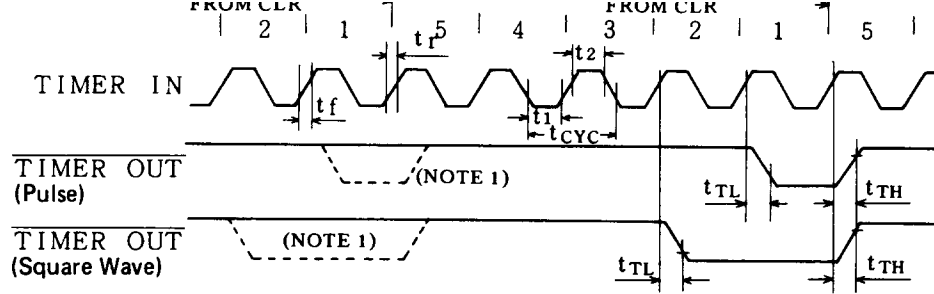 FROM CLR FROM CLR
2 1 5 4 3 2 1 5
tr t2
TIMER IN
tf t1
tCYC
TIMER OUT
(Pulse)
(NOTE 1)
tTL tTH
TIMER OUT
(Square Wave)
(NOTE 1)
tTL tTH